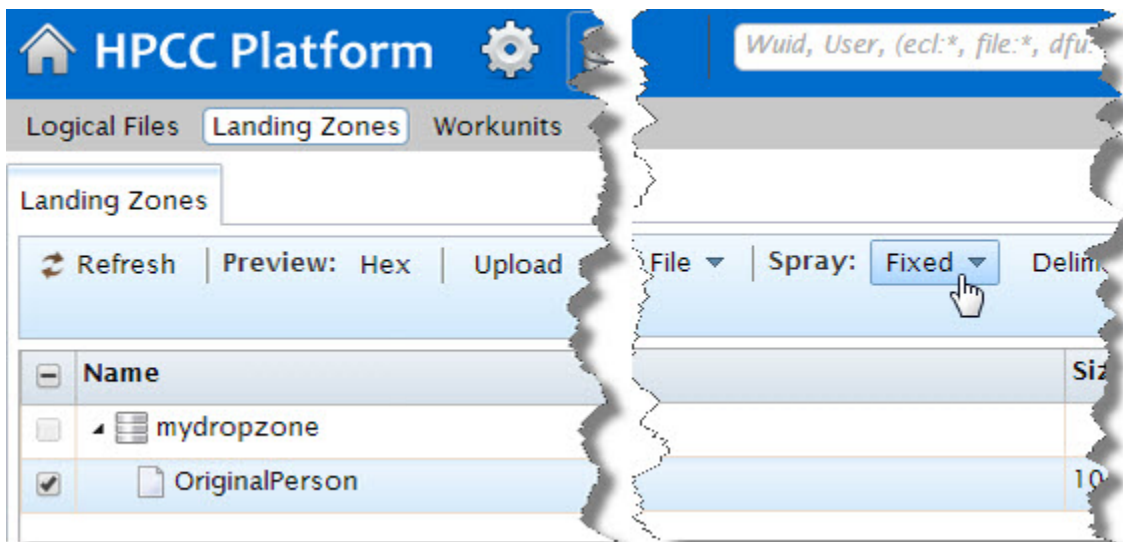 HPCC Platform
Wuid, User, (ecl:*, file:*, dfu:
Logical Files Landing Zones Workunits
Landing Zones
Refresh | Preview: Hex | Upload File | Spray: Fixed
Name
mydropzone
OriginalPerson